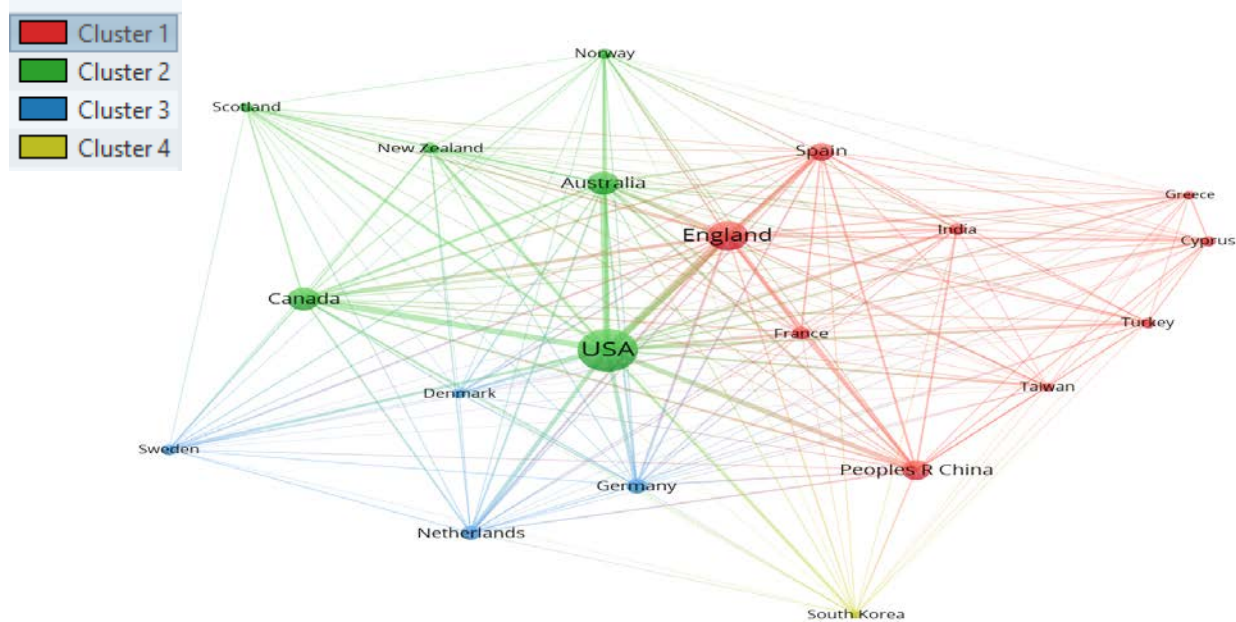 Cluster 1
Cluster 2
Cluster 3
Cluster 4
Norway
Scotland
New Zealand
Spain
Australia
Greece
England
India
Cyprus
Canada
Turkey
France
USA
Taiwan
Denmark
Sweden
Peoples R China
Germany
Netherlands
South Korea